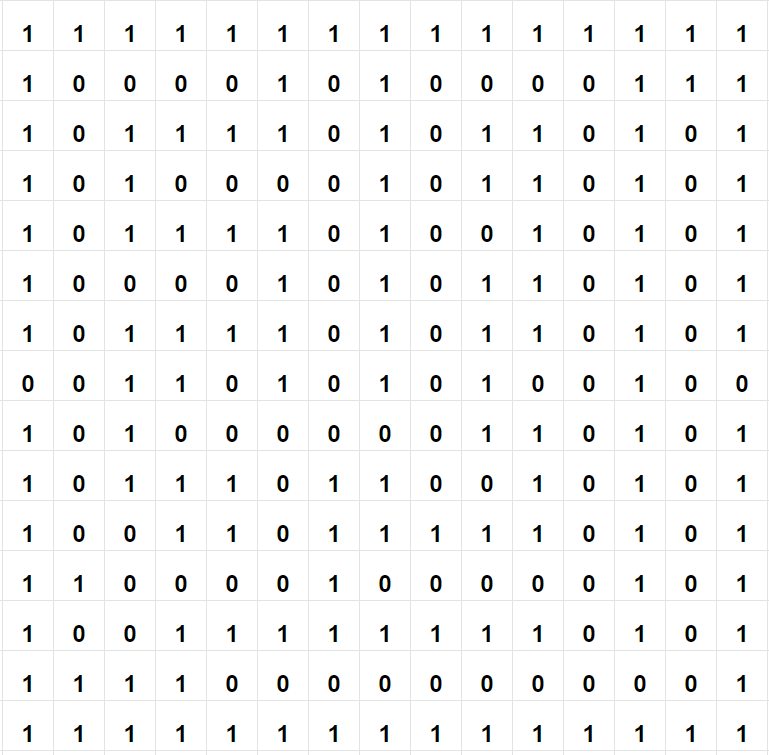 1 1 1 1 1 1 1 1 1 1 1 1 1 1 1
1 0 0 0 0 1 0 1 0 0 0 0 1 1 1
1 0 1 1 1 1 0 1 0 1 1 0 1 0 1
1 0 1 0 0 0 0 1 0 1 1 0 1 0 1
1 0 1 1 1 1 0 1 0 0 1 0 1 0 1
1 0 0 0 0 1 0 1 0 1 1 0 1 0 1
1 0 1 1 1 1 0 1 0 1 1 0 1 0 1
0 0 1 1 0 1 0 1 0 1 0 0 1 0 0
1 0 1 0 0 0 0 0 0 1 1 0 1 0 1
1 0 1 1 1 0 1 1 0 0 1 0 1 0 1
1 0 0 1 1 0 1 1 1 1 1 0 1 0 1
1 1 0 0 0 0 1 0 0 0 0 0 1 0 1
1 0 0 1 1 1 1 1 1 1 1 0 1 0 1
1 1 1 1 0 0 0 0 0 0 0 0 0 0 1
1 1 1 1 1 1 1 1 1 1 1 1 1 1 1